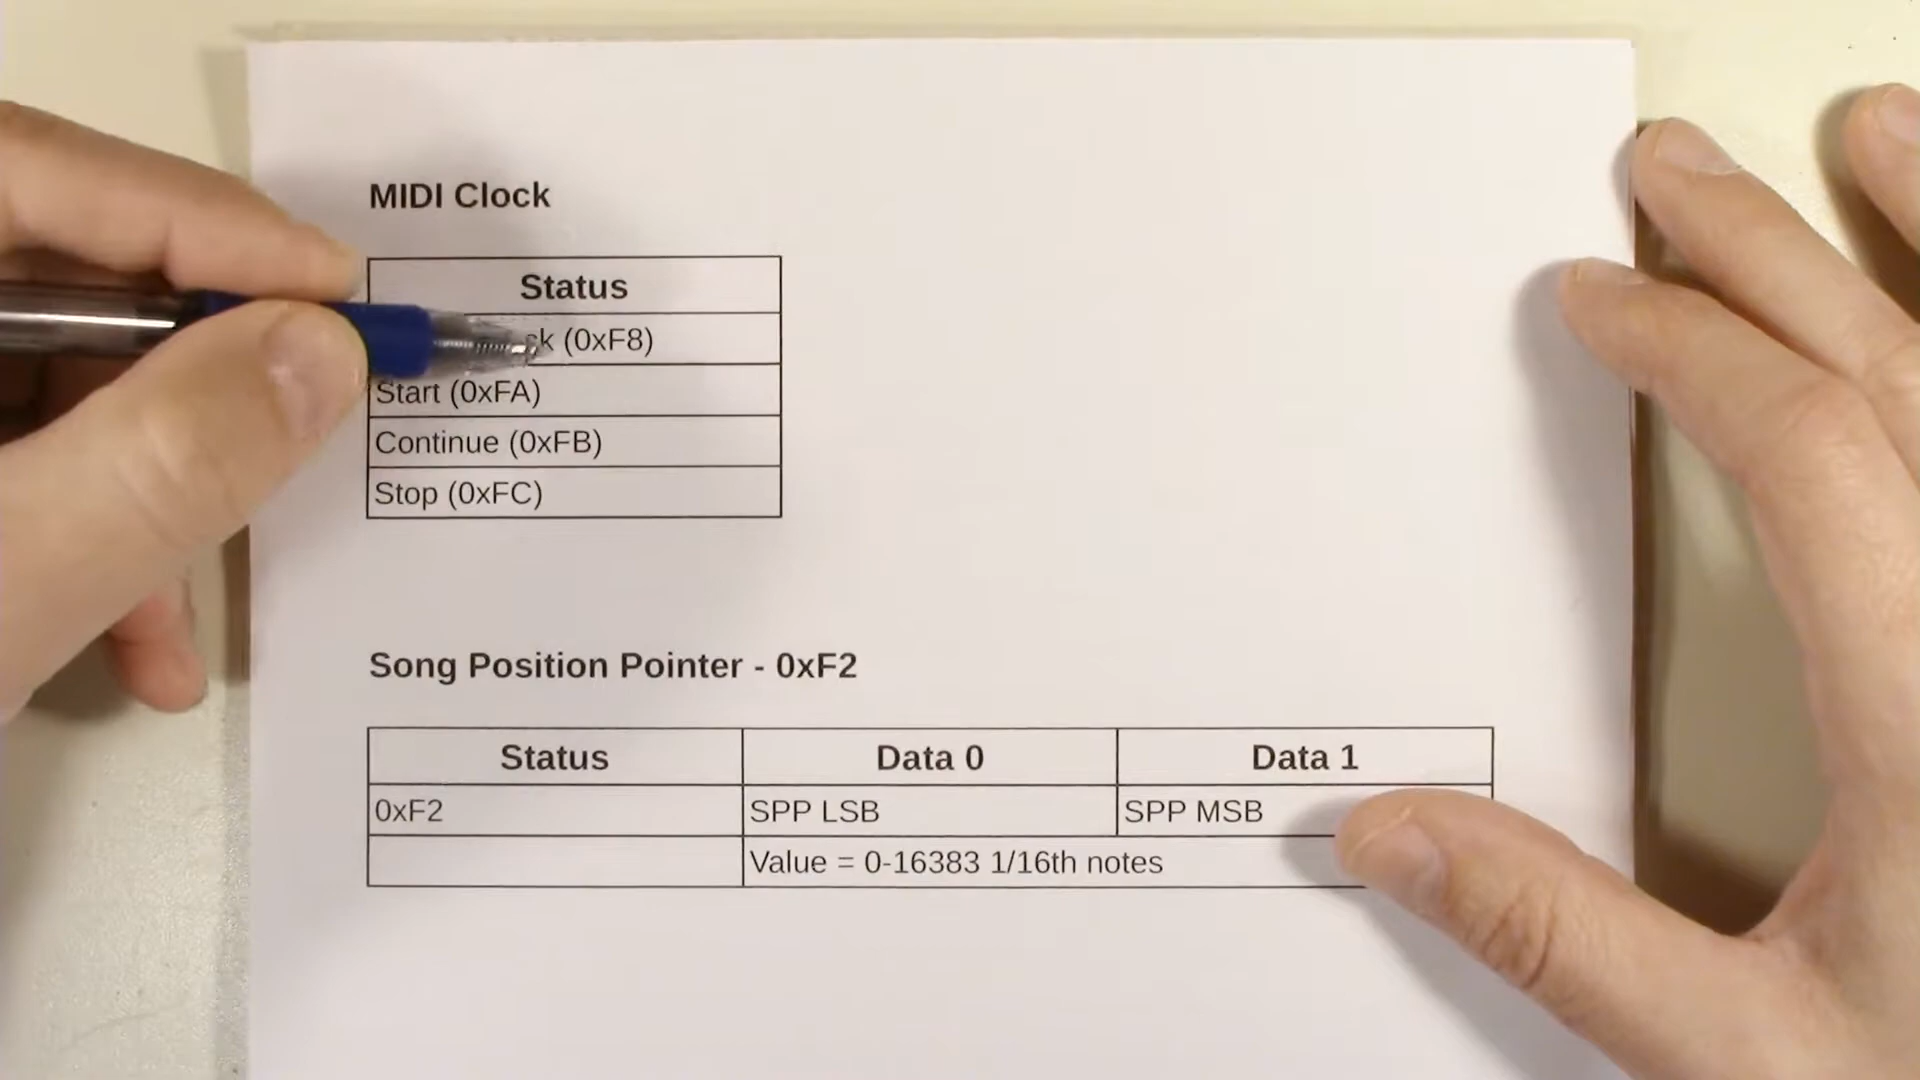 MIDI Clock
Status
(0xF8)
Start (0xFA)
Continue (0xFB)
Stop (0xFC)
Song Position Pointer - 0xF2
Status Data 0 Data 1
0xF2 SPP LSB SPP MSB
Value = 0-16383 1/16th notes